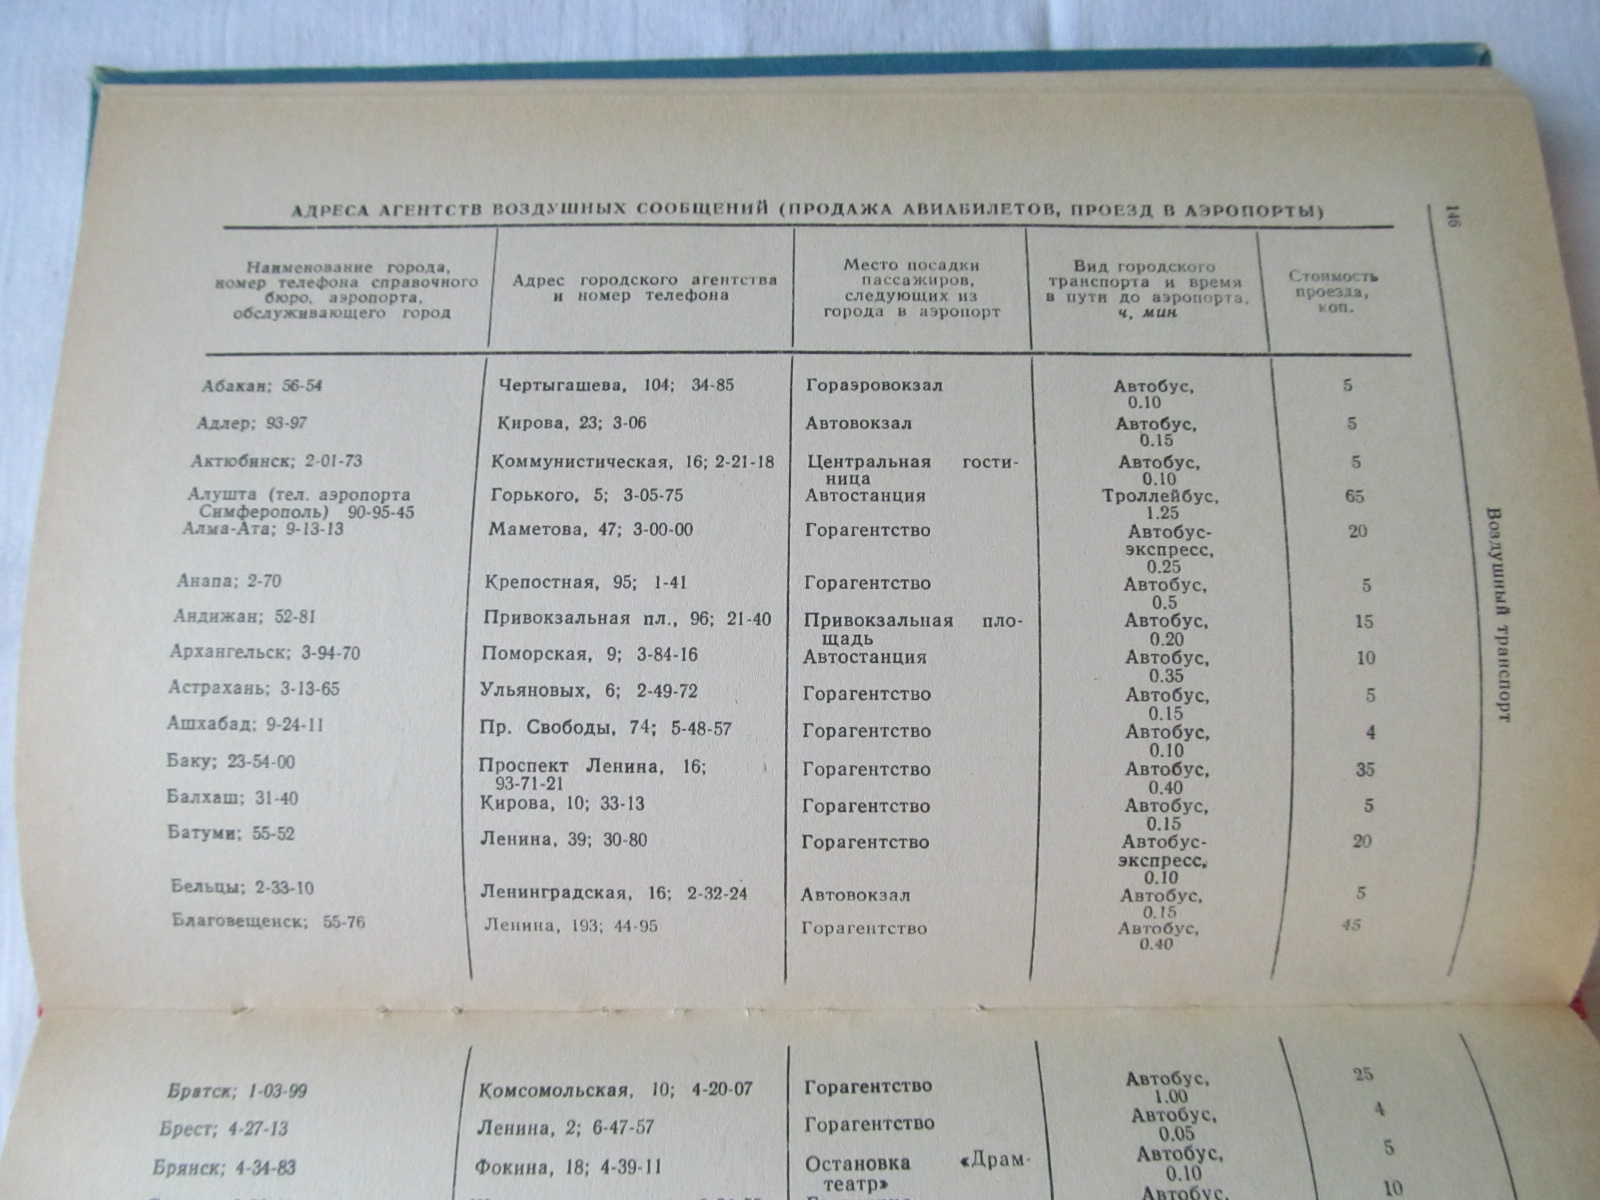 АДРЕСА АГЕНТСТВ ВОЗДУШНЫХ СООБЩЕНИЙ (ПРОДАЖА АВИАБИЛЕТОВ, ПРОЕЗД В АЭРОПОРТЫ)
146
Воздушный транспорт
Наименование города,
номер телефона справочного
бюро, аэропорта,
обслуживающего город
Адрес городского агентства
и номер телефона
Место посадки
пассажиров,
следующих из
города в аэропорт
Вид городского
транспорта и время
в пути до аэропорта,
ч, мин
Стоимость
проезда,
коп.
Абакан; 56-54 Чертыгашева, 104; 34-85 Гораэровокзал Автобус, 5
0.10
Адлер; 93-97 Кирова, 23; 3-06 Автовокзал Автобус, 5
0.15
Актюбинск; 2-01-73 Коммунистическая, 16; 2-21-18 Центральная гости- Автобус, 5
ница 0.10
Алушта (тел. аэропорта Горького, 5; 3-05-75 Автостанция Троллейбус, 65
Симферополь) 90-95-45 1.25
Алма-Ата; 9-13-13 Маметова, 47; 3-00-00 Горагентство Автобус- 20
экспресс,
0.25
Анапа; 2-70 Крепостная, 95; 1-41 Горагентство Автобус, 5
0.5
Андижан; 52-81 Привокзальная пл., 96; 21-40 Привокзальная пло- Автобус, 15
щадь 0.20
Архангельск; 3-94-70 Поморская, 9; 3-84-16 Автостанция Автобус, 10
0.35
Астрахань; 3-13-65 Ульяновых, 6; 2-49-72 Горагентство Автобус, 5
0.15
Ашхабад; 9-24-11 Пр. Свободы, 74; 5-48-57 Горагентство Автобус, 4
0.10
Баку; 23-54-00 Проспект Ленина, 16; Горагентство Автобус, 35
93-71-21 0.40
Балхаш; 31-40 Кирова, 10; 33-13 Горагентство Автобус, 5
0.15
Батуми; 55-52 Ленина, 39; 30-80 Горагентство Автобус- 20
экспресс,
0.10
Бельцы; 2-33-10 Ленинградская, 16; 2-32-24 Автовокзал Автобус, 5
0.15
Благовещенск; 55-76 Ленина, 193; 44-95 Горагентство Автобус, 45
0.40
Братск; 1-03-99 Комсомольская, 10; 4-20-07 Горагентство Автобус, 25
1.00
Брест; 4-27-13 Ленина, 2; 6-47-57 Горагентство Автобус, 4
0.05
Брянск; 4-34-83 Фокина, 18; 4-39-11 Остановка «Драм- Автобус, 5
театр» 0.10
Автобус, 10